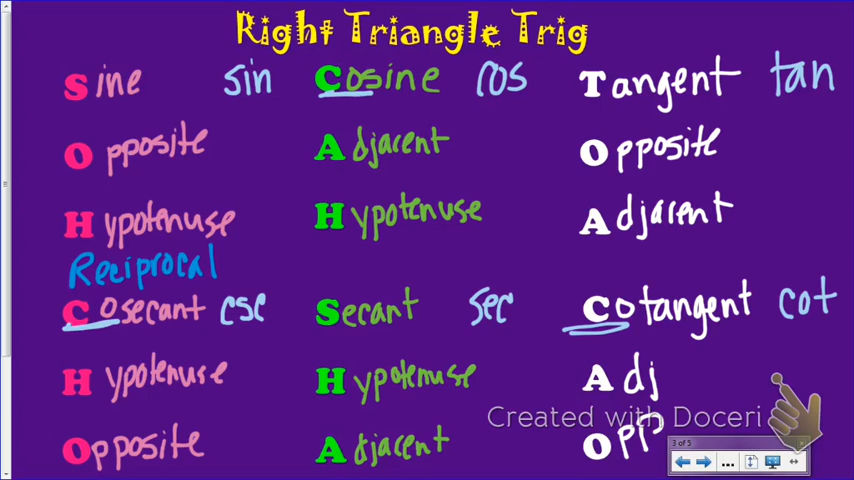 Right Triangle Trig
Sine sin Cosine cos Tangent tan
Opposite Adjacent Opposite
Hypotenuse Hypotenuse Adjacent
Reciprocal
Cosecant csc Secant sec Cotangent cot
Hypotenuse Hypotenuse Adj
Created with Doceri
Opposite Adjacent Opp
3 of 5